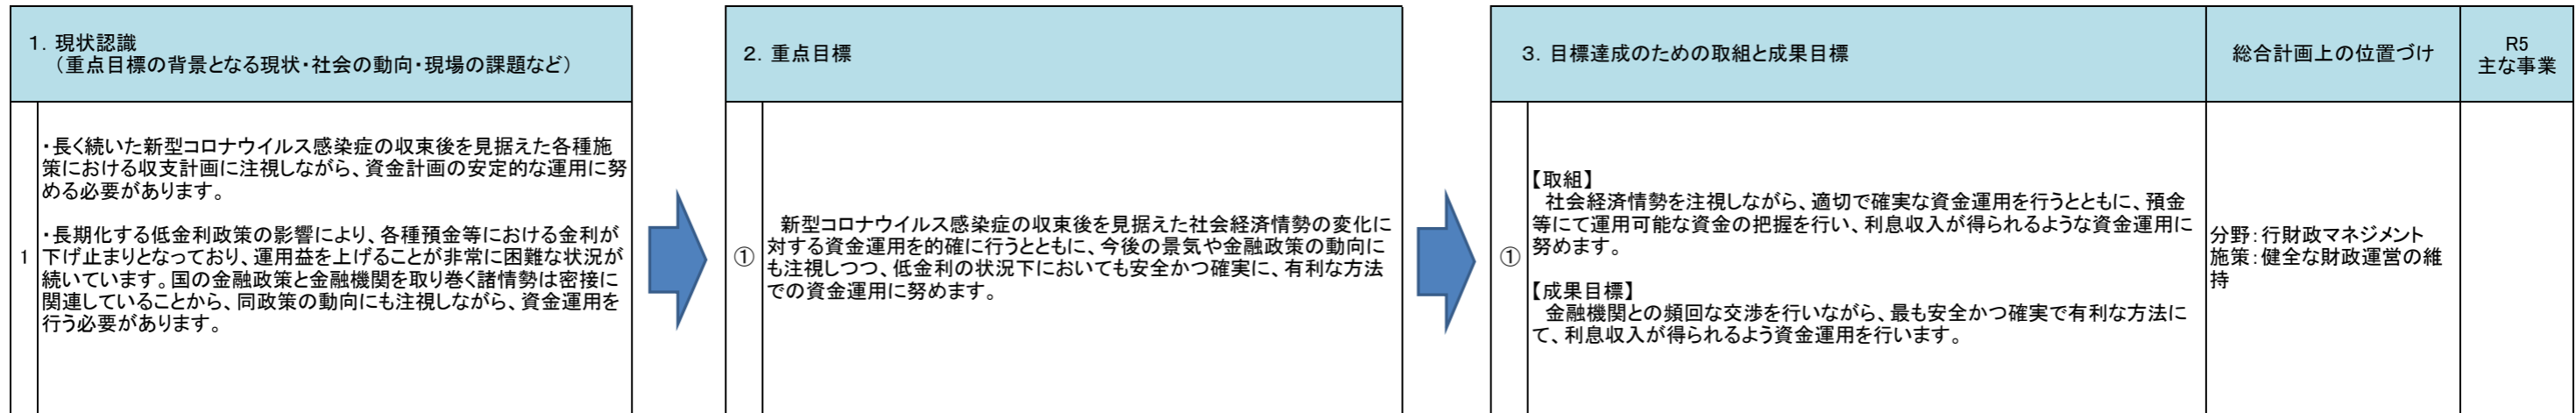 1．現状認識
（重点目標の背景となる現状・社会の動向・現場の課題など）
2．重点目標
3．目標達成のための取組と成果目標
総合計画上の位置づけ
R5
主な事業
1
・長く続いた新型コロナウイルス感染症の収束後を見据えた各種施
策における収支計画に注視しながら、資金計画の安定的な運用に努
める必要があります。
・長期化する低金利政策の影響により、各種預金等における金利が
下げ止まりとなっており、運用益を上げることが非常に困難な状況が
続いています。国の金融政策と金融機関を取り巻く諸情勢は密接に
関連していることから、同政策の動向にも注視しながら、資金運用を
行う必要があります。
①
新型コロナウイルス感染症の収束後を見据えた社会経済情勢の変化に
対する資金運用を的確に行うとともに、今後の景気や金融政策の動向に
も注視しつつ、低金利の状況下においても安全かつ確実に、有利な方法
での資金運用に努めます。
①
【取組】
社会経済情勢を注視しながら、適切で確実な資金運用を行うとともに、預金
等にて運用可能な資金の把握を行い、利息収入が得られるような資金運用に
努めます。
【成果目標】
金融機関との頻回な交渉を行いながら、最も安全かつ確実で有利な方法に
て、利息収入が得られるよう資金運用を行います。
分野：行財政マネジメント
施策：健全な財政運営の維
持